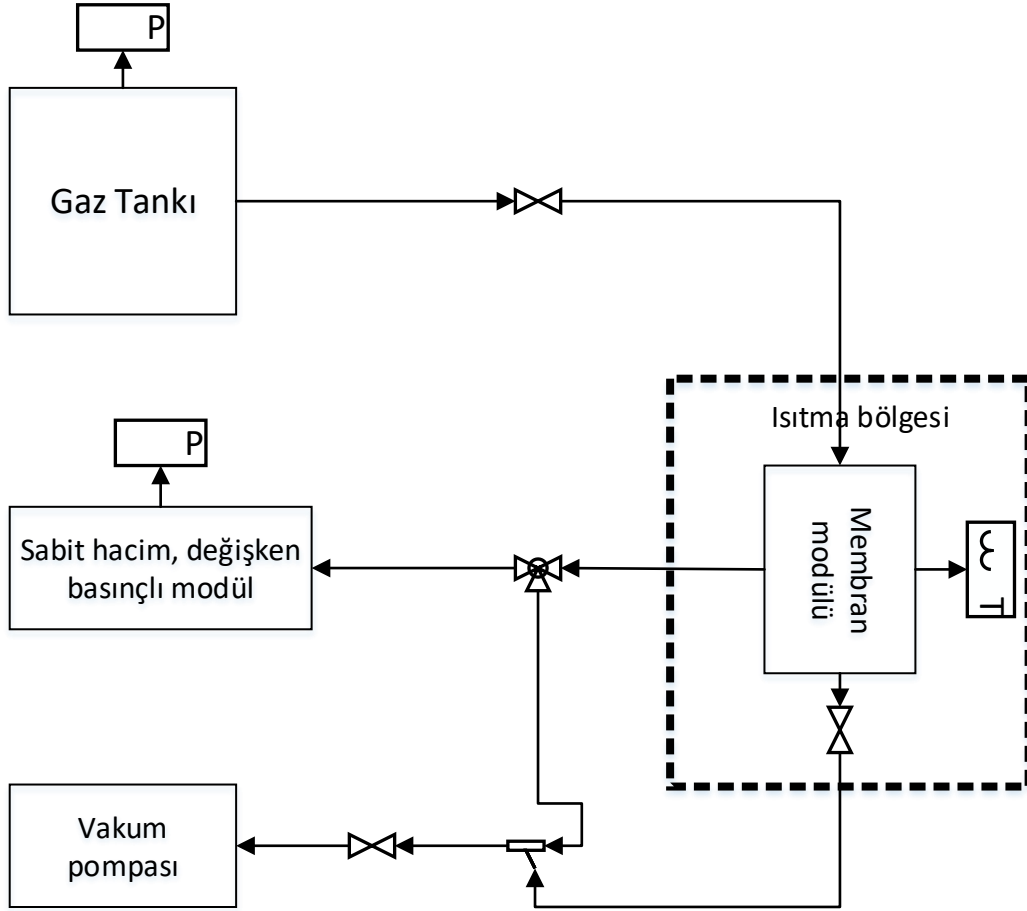 P
Gaz Tankı
Isıtma bölgesi
P
Sabit hacim, değişken
basınçlı modül
Membran
modülü
T
Vakum
pompası